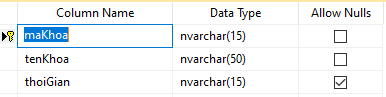 Column Name Data Type Allow Nulls
maKhoa nvarchar(15)
tenKhoa nvarchar(50)
thoiGian nvarchar(15)